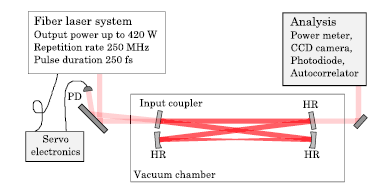 Fiber laser system
Output power up to 420 W
Repetition rate 250 MHz
Pulse duration 250 fs
Analysis
Power meter,
CCD camera,
Photodiode,
Autocorrelator
PD
Input coupler
HR
Servo
electronics
HR
HR
Vacuum chamber